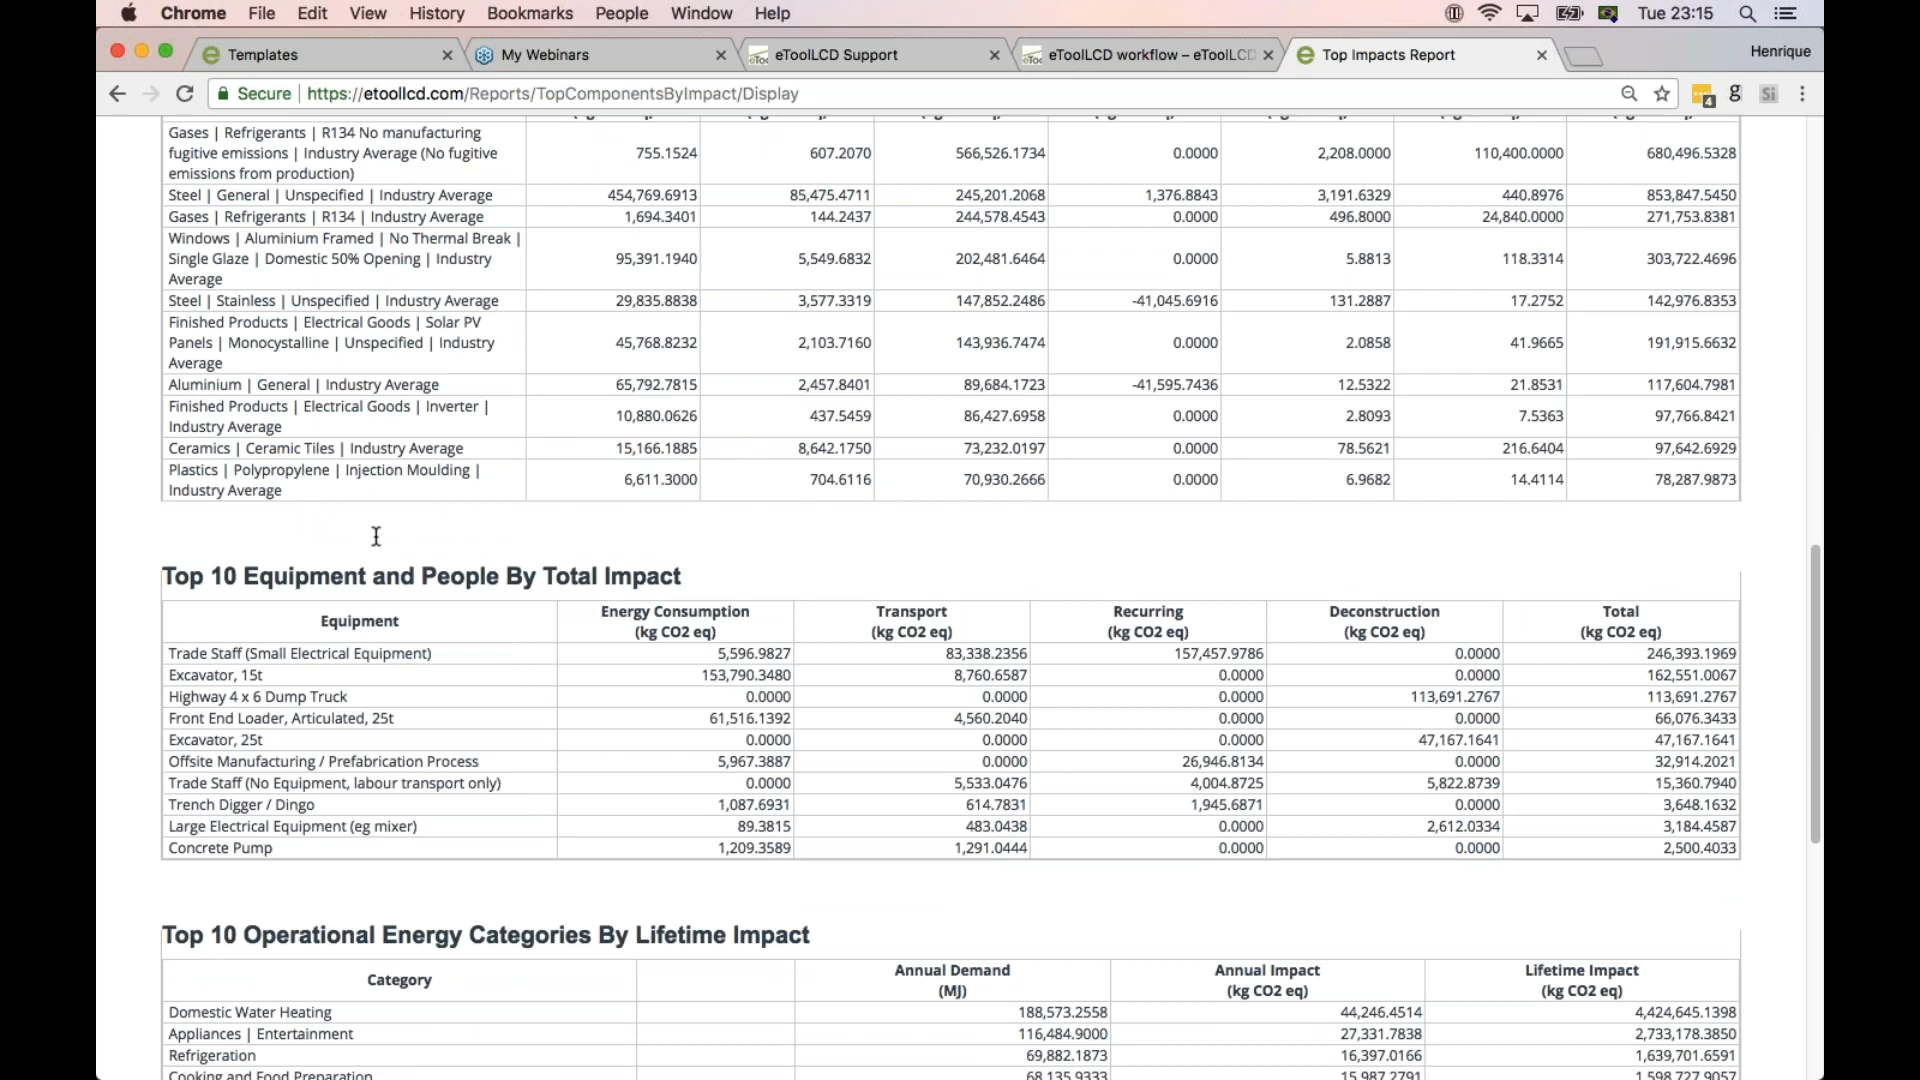 Chrome File Edit View History Bookmarks People Window Help Tue 23:15
Templates My Webinars eToolLCD Support eToolLCD workflow – eToolLCD Top Impacts Report Henrique
Secure https://etoollcd.com/Reports/TopComponentsByImpact/Display 4 g Si
Gases | Refrigerants | R134 No manufacturing
fugitive emissions | Industry Average (No fugitive 755.1524 607.2070 566,526.1734 0.0000 2,208.0000 110,400.0000 680,496.5328
emissions from production)
Steel | General | Unspecified | Industry Average 454,769.6913 85,475.4711 245,201.2068 1,376.8843 3,191.6329 440.8976 853,847.5450
Gases | Refrigerants | R134 | Industry Average 1,694.3401 144.2437 244,578.4543 0.0000 496.8000 24,840.0000 271,753.8381
Windows | Aluminium Framed | No Thermal Break |
Single Glaze | Domestic 50% Opening | Industry 95,391.1940 5,549.6832 202,481.6464 0.0000 5.8813 118.3314 303,722.4696
Average
Steel | Stainless | Unspecified | Industry Average 29,835.8838 3,577.3319 147,852.2486 -41,045.6916 131.2887 17.2752 142,976.8353
Finished Products | Electrical Goods | Solar PV
Panels | Monocystalline | Unspecified | Industry 45,768.8232 2,103.7160 143,936.7474 0.0000 2.0858 41.9665 191,915.6632
Average
Aluminium | General | Industry Average 65,792.7815 2,457.8401 89,684.1723 -41,595.7436 12.5322 21.8531 117,604.7981
Finished Products | Electrical Goods | Inverter |
Industry Average 10,880.0626 437.5459 86,427.6958 0.0000 2.8093 7.5363 97,766.8421
Ceramics | Ceramic Tiles | Industry Average 15,166.1885 8,642.1750 73,232.0197 0.0000 78.5621 216.6404 97,642.6929
Plastics | Polypropylene | Injection Moulding |
Industry Average 6,611.3000 704.6116 70,930.2666 0.0000 6.9682 14.4114 78,287.9873
Top 10 Equipment and People By Total Impact
Equipment Energy Consumption Transport Recurring Deconstruction Total
(kg CO2 eq) (kg CO2 eq) (kg CO2 eq) (kg CO2 eq) (kg CO2 eq)
Trade Staff (Small Electrical Equipment) 5,596.9827 83,338.2356 157,457.9786 0.0000 246,393.1969
Excavator, 15t 153,790.3480 8,760.6587 0.0000 0.0000 162,551.0067
Highway 4 x 6 Dump Truck 0.0000 0.0000 0.0000 113,691.2767 113,691.2767
Front End Loader, Articulated, 25t 61,516.1392 4,560.2040 0.0000 0.0000 66,076.3433
Excavator, 25t 0.0000 0.0000 0.0000 47,167.1641 47,167.1641
Offsite Manufacturing / Prefabrication Process 5,967.3887 0.0000 26,946.8134 0.0000 32,914.2021
Trade Staff (No Equipment, labour transport only) 0.0000 5,533.0476 4,004.8725 5,822.8739 15,360.7940
Trench Digger / Dingo 1,087.6931 614.7831 1,945.6871 0.0000 3,648.1632
Large Electrical Equipment (eg mixer) 89.3815 483.0438 0.0000 2,612.0334 3,184.4587
Concrete Pump 1,209.3589 1,291.0444 0.0000 0.0000 2,500.4033
Top 10 Operational Energy Categories By Lifetime Impact
Category Annual Demand Annual Impact Lifetime Impact
(MJ) (kg CO2 eq) (kg CO2 eq)
Domestic Water Heating 188,573.2558 44,246.4514 4,424,645.1398
Appliances | Entertainment 116,484.9000 27,331.7838 2,733,178.3850
Refrigeration 69,882.1873 16,397.0166 1,639,701.6591
Cooking and Food Preparation 68,135.9333 15,987.2791 1,598,727.9057